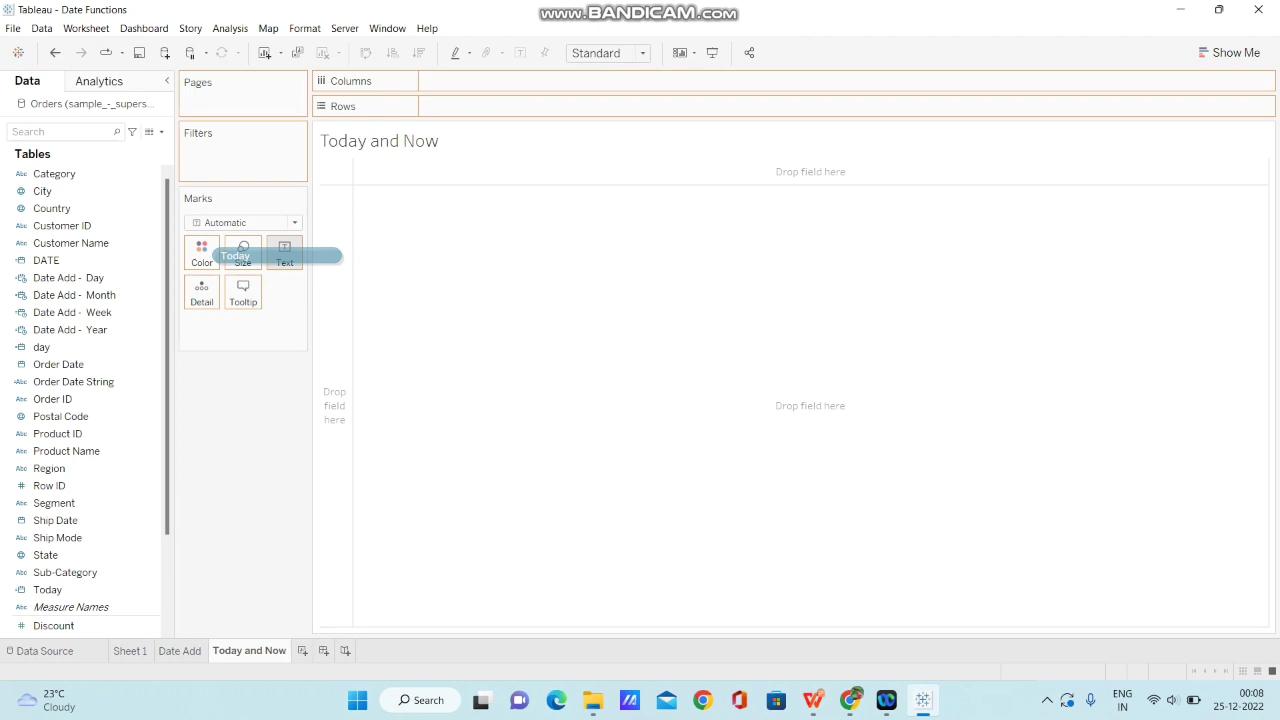 Tableau - Date Functions
www.BANDICAM.com
File Data Worksheet Dashboard Story Analysis Map Format Server Window Help
Standard
Show Me
Data Analytics
Pages
Columns
Orders (sample_-_supers...
Rows
Search
Filters
Today and Now
Tables
Category
Drop field here
City
Marks
Country
Customer ID
Automatic
Customer Name
DATE
Today
Color Size Text
Date Add - Day
Date Add - Month
Detail Tooltip
Date Add - Week
Date Add - Year
day
Order Date
Order Date String
Order ID
Drop
field
here
Drop field here
Postal Code
Product ID
Product Name
Region
Row ID
Segment
Ship Date
Ship Mode
State
Sub-Category
Today
Measure Names
Discount
Data Source Sheet 1 Date Add Today and Now
23°C
Cloudy
Search
ENG
IN
00:08
25-12-2022